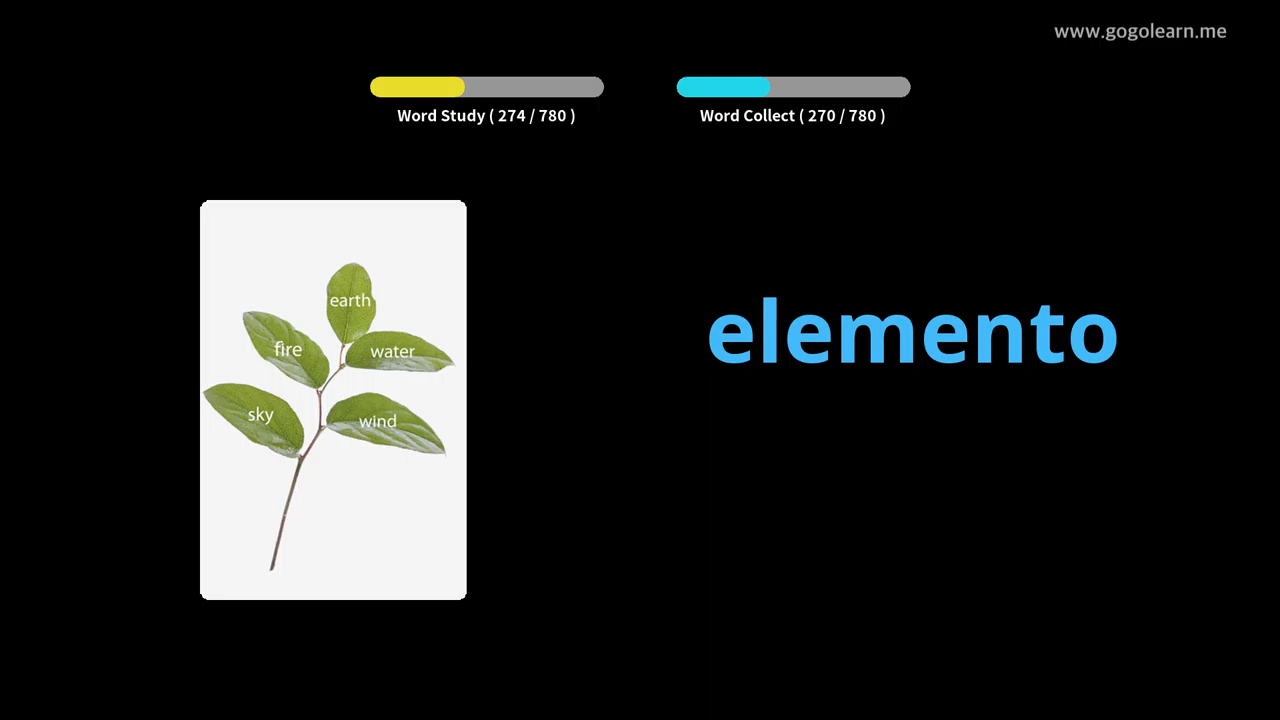 www.gogolearn.me
Word Study ( 274 / 780 )
Word Collect ( 270 / 780 )
earth
fire
water
sky
wind
elemento